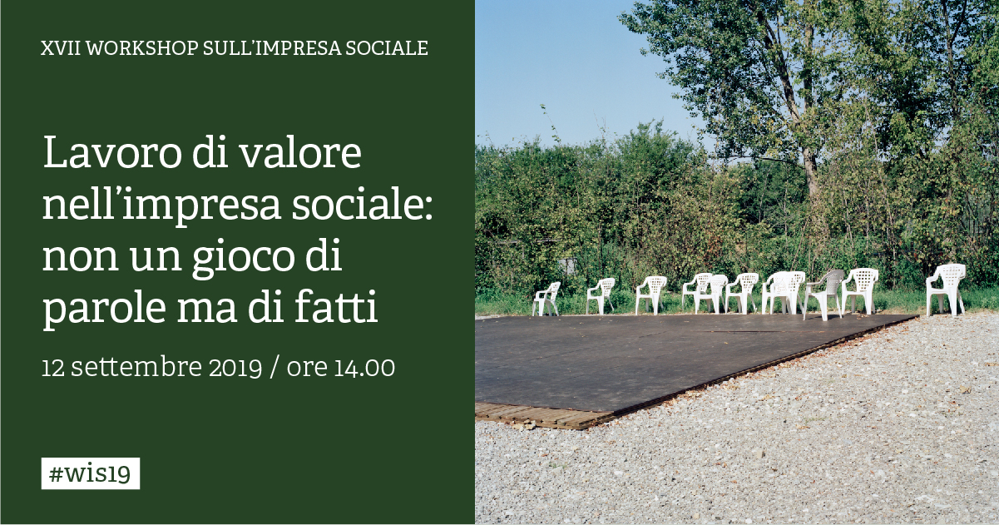 XVII WORKSHOP SULL'IMPRESA SOCIALE
Lavoro di valore
nell'impresa sociale:
non un gioco di
parole ma di fatti
12 settembre 2019 / ore 14.00
#wis19